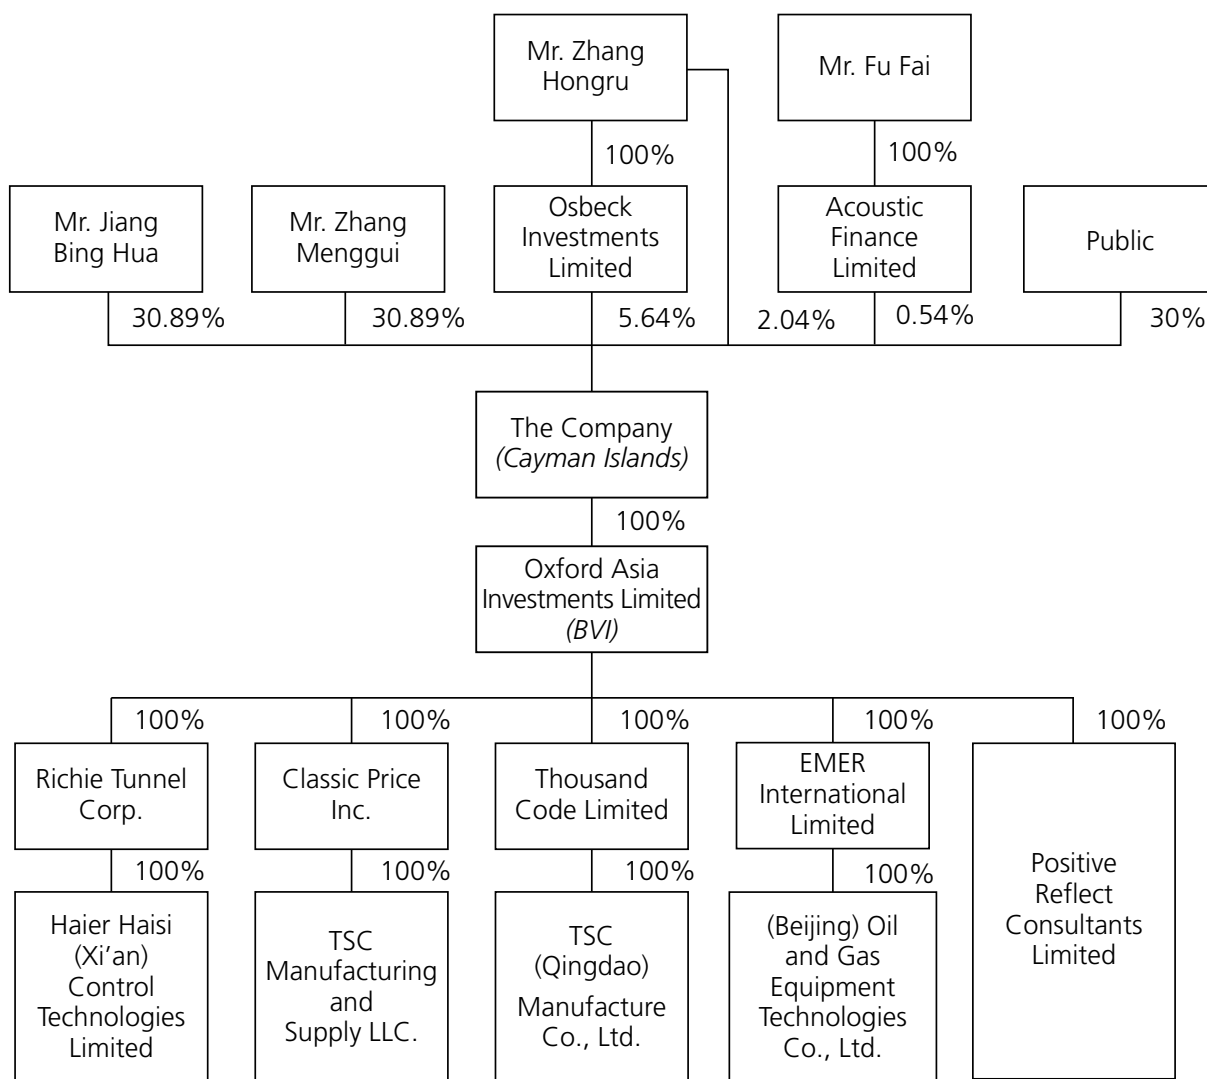 Mr. Zhang
Hongru
Mr. Fu Fai
100%
100%
Mr. Jiang
Bing Hua
Mr. Zhang
Menggui
Osbeck
Investments
Limited
Acoustic
Finance
Limited
Public
30.89%
30.89%
5.64%
2.04%
0.54%
30%
The Company
(Cayman Islands)
100%
Oxford Asia
Investments Limited
(BVI)
100%
100%
100%
100%
100%
Richie Tunnel
Corp.
Classic Price
Inc.
Thousand
Code Limited
EMER
International
Limited
Positive
Reflect
Consultants
Limited
100%
100%
100%
100%
Haier Haisi
(Xi’an)
Control
Technologies
Limited
TSC
Manufacturing
and
Supply LLC.
TSC
(Qingdao)
Manufacture
Co., Ltd.
(Beijing) Oil
and Gas
Equipment
Technologies
Co., Ltd.